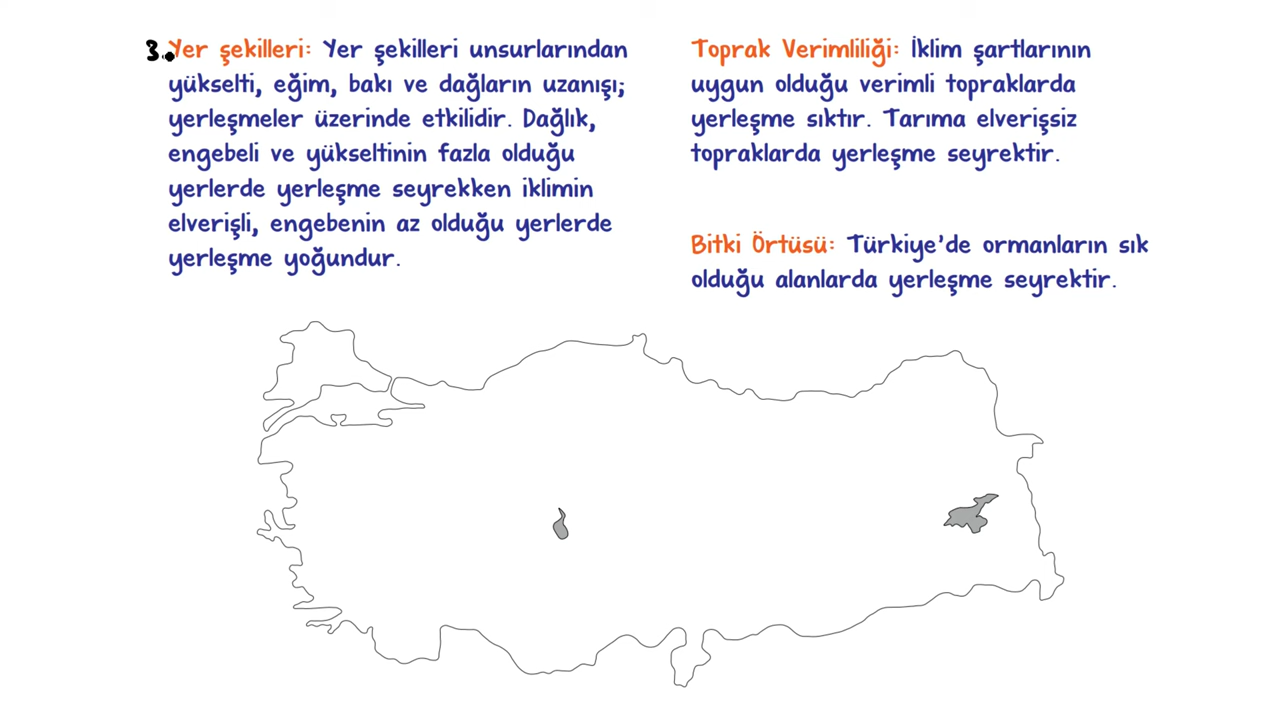 3. Yer şekilleri: Yer şekilleri unsurlarından
yükselti, eğim, bakı ve dağların uzanışı;
yerleşmeler üzerinde etkilidir. Dağlık,
engebeli ve yükseltinin fazla olduğu
yerlerde yerleşme seyrekken iklimin
elverişli, engebenin az olduğu yerlerde
yerleşme yoğundur.
Toprak Verimliliği: İklim şartlarının
uygun olduğu verimli topraklarda
yerleşme sıktır. Tarıma elverişsiz
topraklarda yerleşme seyrektir.
Bitki Örtüsü: Türkiye'de ormanların sık
olduğu alanlarda yerleşme seyrektir.